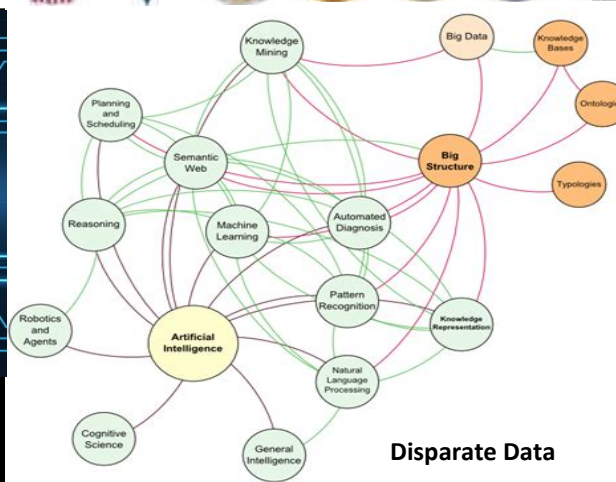 Knowledge
Mining
Big Data
Knowledge
Bases
Planning
and
Scheduling
Ontologi
Semantic
Web
Big
Structure
Typologies
Reasoning
Machine
Learning
Automated
Diagnosis
Pattern
Recognition
Knowledge
Representation
Robotics
and
Agents
Artificial
Intelligence
Natural
Language
Processing
Cognitive
Science
General
Intelligence
Disparate Data